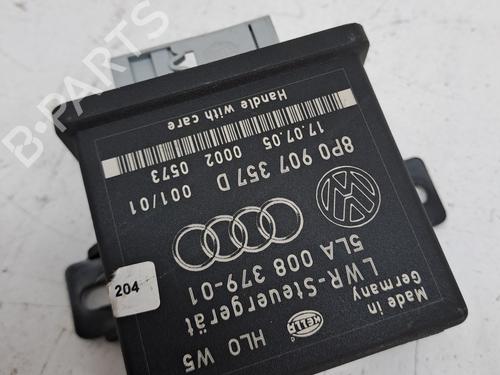 Made in
Germany
HELLA
LWR-Steuergerät
HLO W5
5LA 008 379-01
8P0 907 357 D
001/01
17.07.05 0002 0573
Handle with care
204
B-PARTS